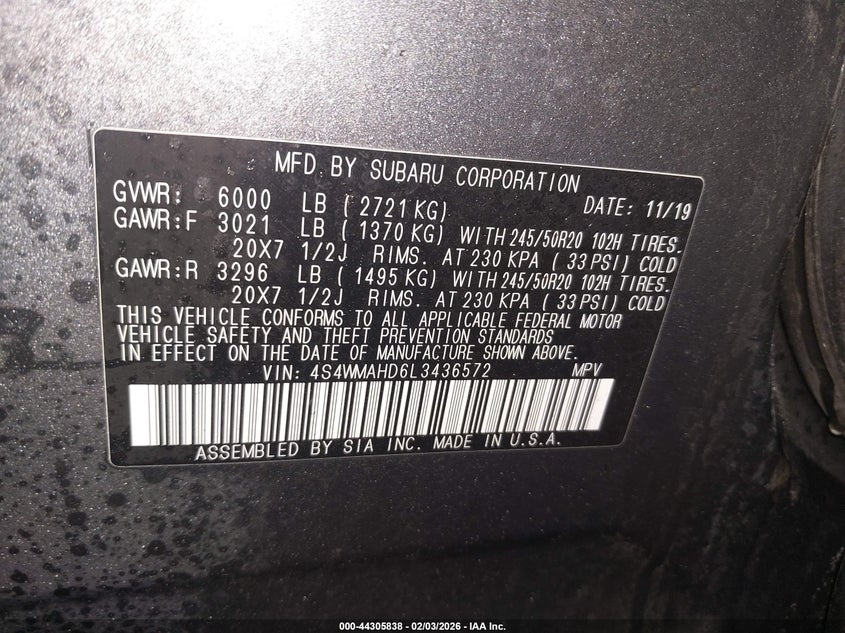 MFD. BY SUBARU CORPORATION
GVWR: 6000 LB ( 2721 KG) DATE: 11/19
GAWR:F 3021 LB ( 1370 KG) WITH 245/50R20 102H TIRES.
20X7 1/2J RIMS. AT 230 KPA ( 33 PSI) COLD
GAWR:R 3296 LB ( 1495 KG) WITH 245/50R20 102H TIRES.
20X7 1/2J RIMS. AT 230 KPA ( 33 PSI) COLD
THIS VEHICLE CONFORMS TO ALL APPLICABLE FEDERAL MOTOR
VEHICLE SAFETY AND THEFT PREVENTION STANDARDS
IN EFFECT ON THE DATE OF MANUFACTURE SHOWN ABOVE.
VIN: 4S4WMAHD6L3436572 MPV
ASSEMBLED BY SIA INC. MADE IN U.S.A.
000-44305838 - 02/03/2026 - IAA Inc.